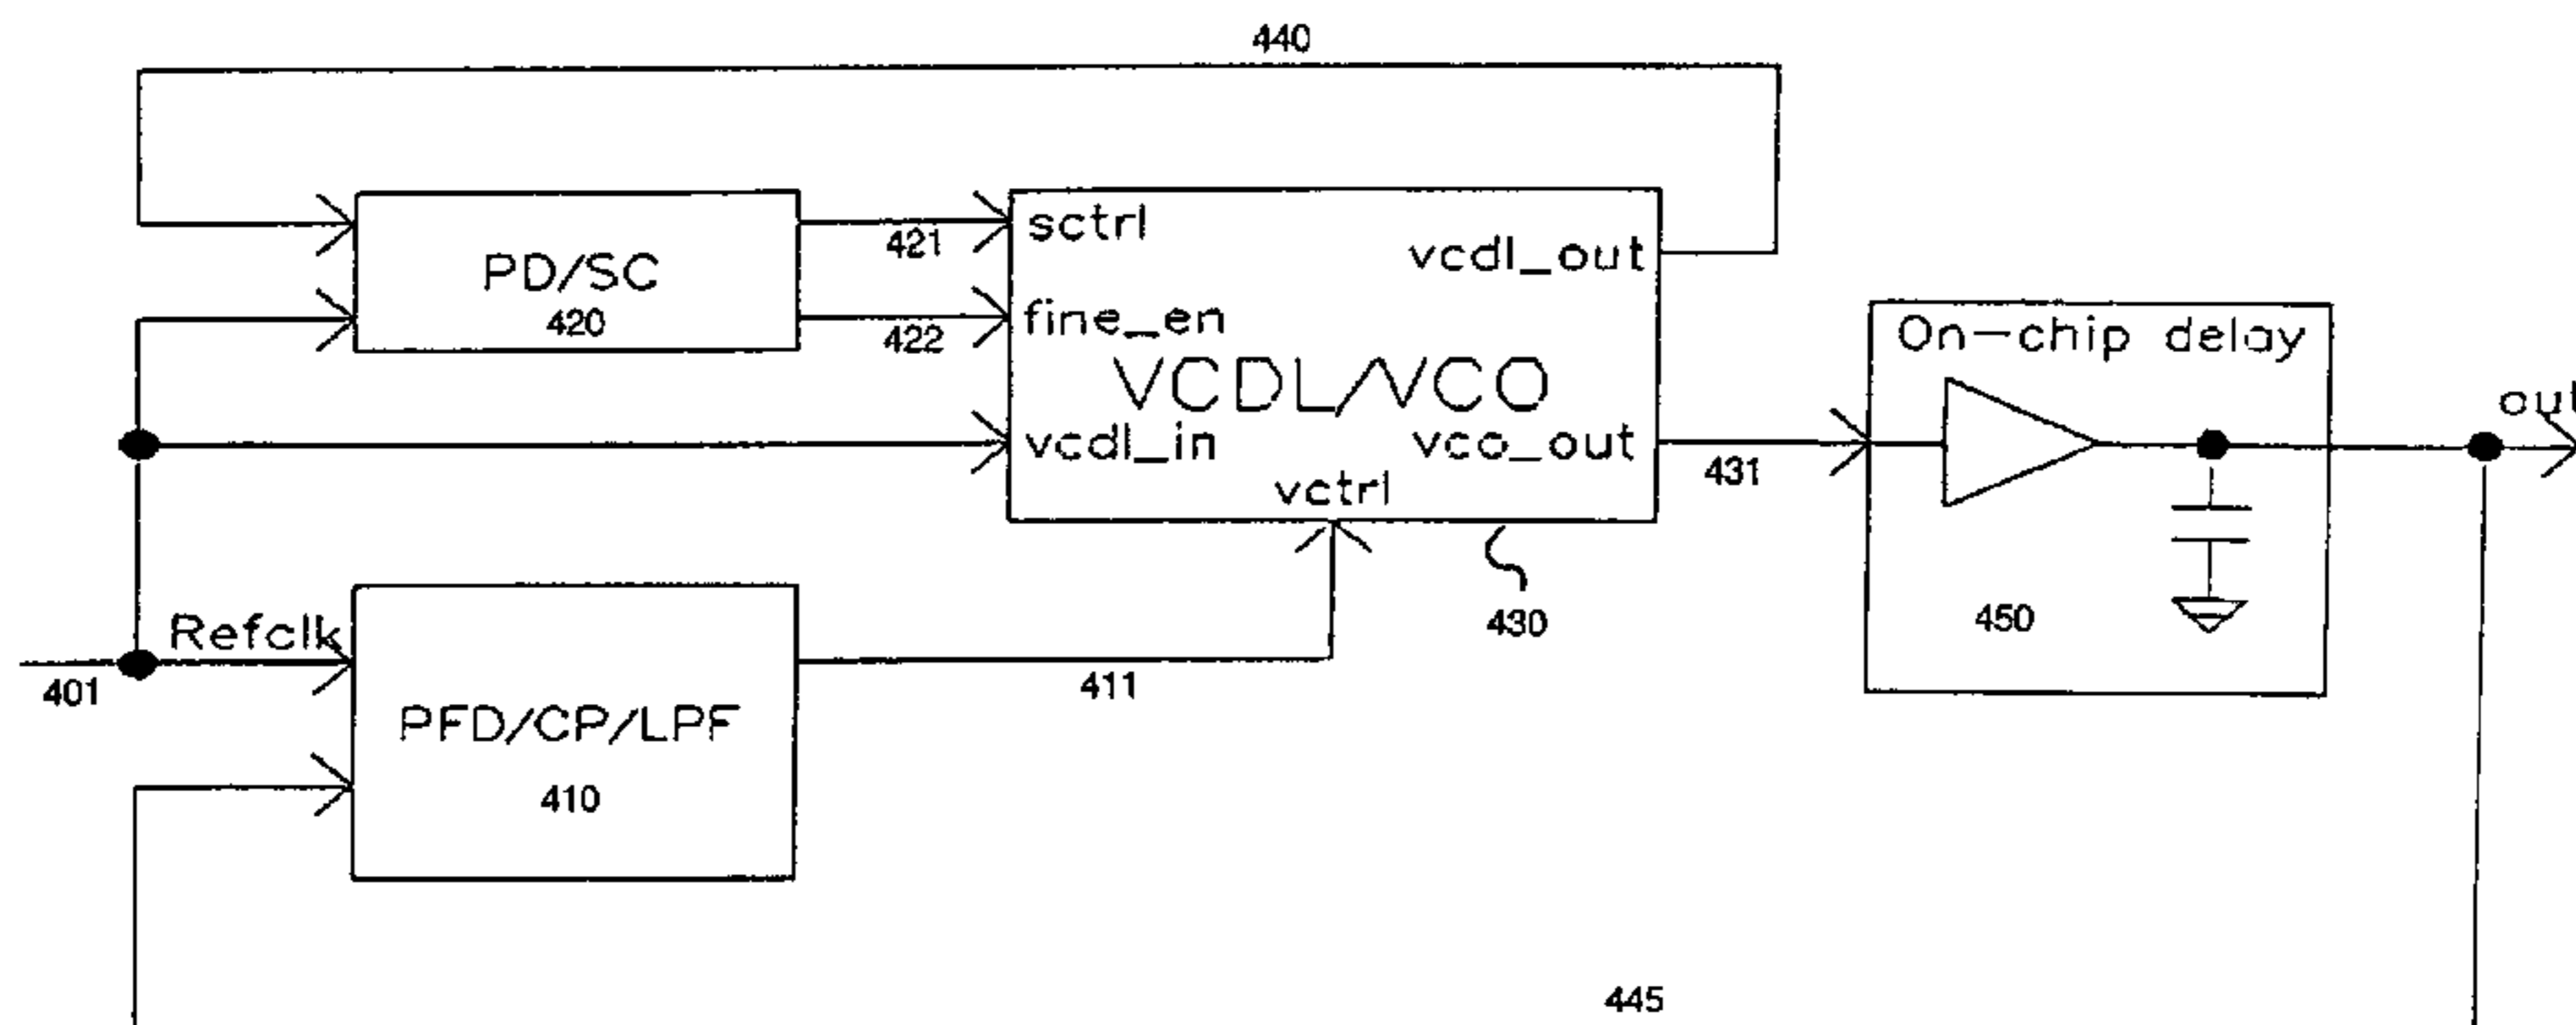 440
PD/SC
420
421
422
sctrl
fine_en
VCDL/VCO
vcdl_in
vcdl_out
vco_out
vctrl
430
431
On-chip delay
450
out
Refclk
401
PFD/CP/LPF
410
411
445